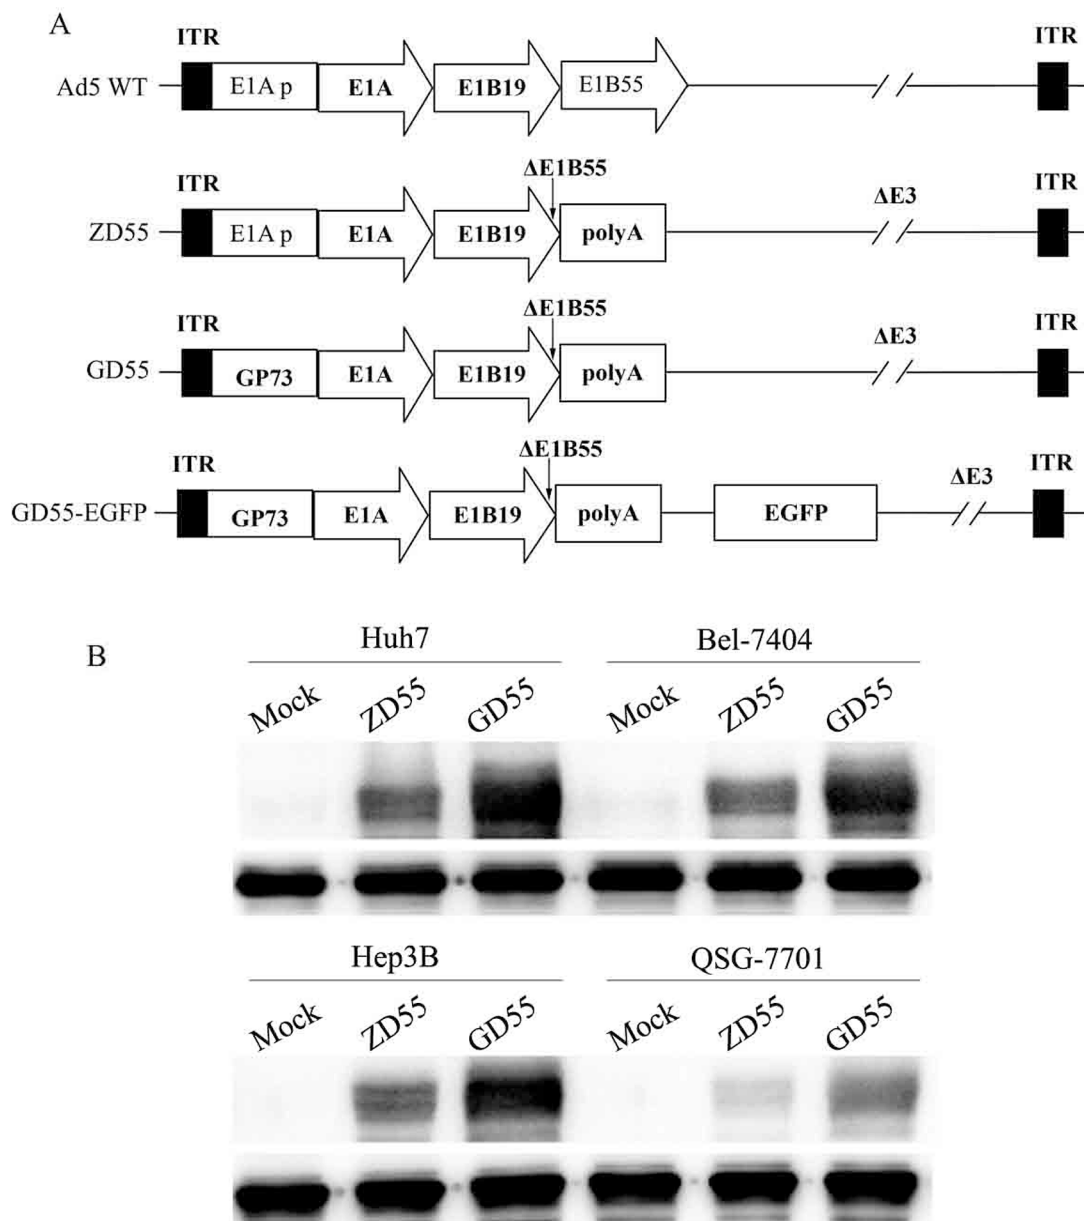 A
ITR ITR
Ad5 WT E1A p E1A E1B19 E1B55
ITR ΔE1B55 ΔE3 ITR
ZD55 E1A p E1A E1B19 polyA
ITR ΔE1B55 ΔE3 ITR
GD55 GP73 E1A E1B19 polyA
ITR ΔE1B55 ΔE3 ITR
GD55-EGFP GP73 E1A E1B19 polyA EGFP
B
Huh7 Bel-7404
Mock ZD55 GD55 Mock ZD55 GD55
Hep3B QSG-7701
Mock ZD55 GD55 Mock ZD55 GD55